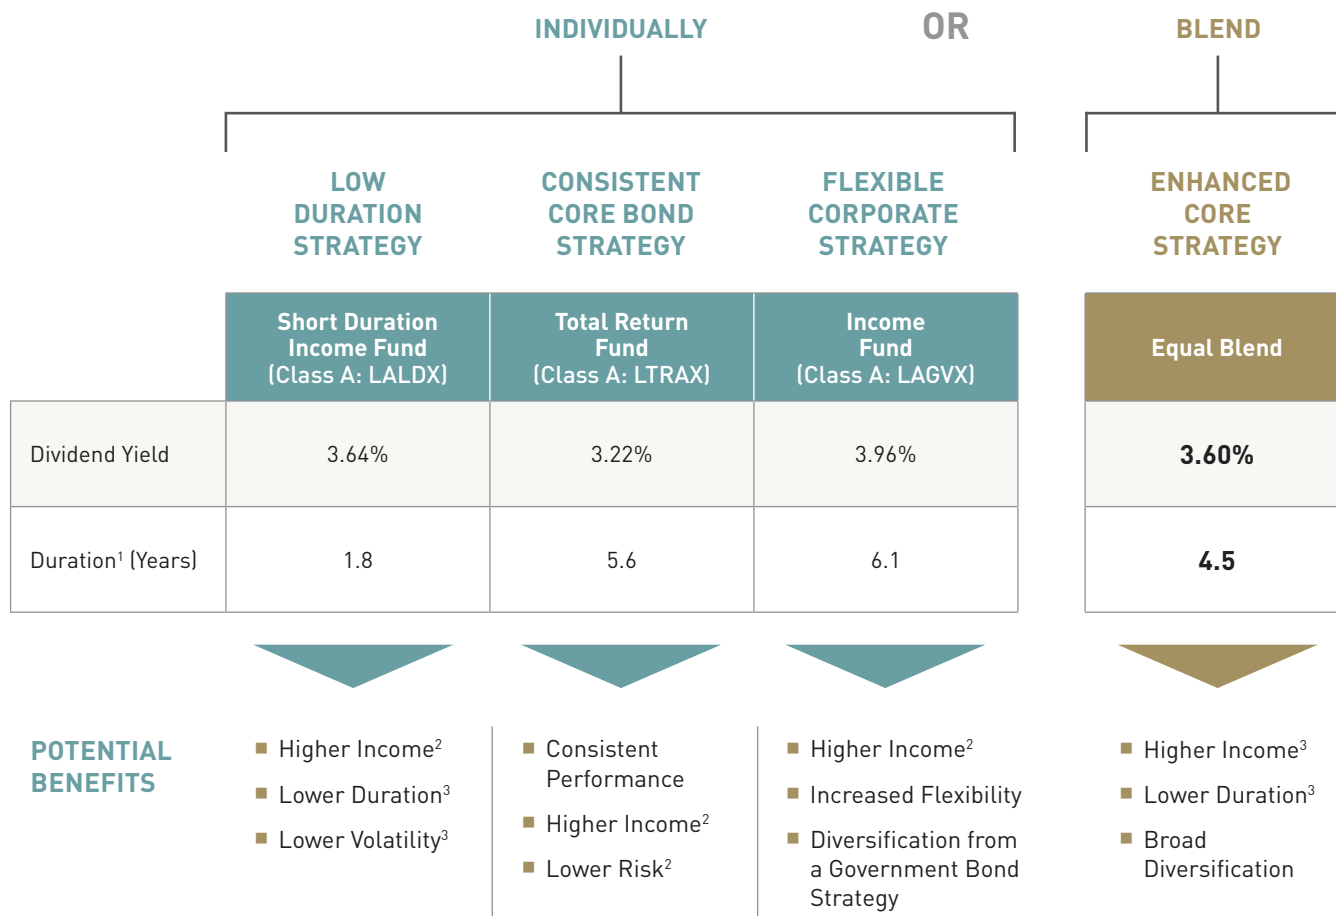 INDIVIDUALLY
OR
BLEND
LOW
DURATION
STRATEGY
CONSISTENT
CORE BOND
STRATEGY
FLEXIBLE
CORPORATE
STRATEGY
ENHANCED
CORE
STRATEGY
Short Duration
Income Fund
(Class A: LALDX)
Total Return
Fund
(Class A: LTRAX)
Income
Fund
(Class A: LAGVX)
Equal Blend
Dividend Yield 3.64% 3.22% 3.96% 3.60%
Duration¹ (Years) 1.8 5.6 6.1 4.5
POTENTIAL
BENEFITS
■ Higher Income²
■ Lower Duration³
■ Lower Volatility³
■ Consistent
Performance
■ Higher Income²
■ Lower Risk²
■ Higher Income²
■ Increased Flexibility
■ Diversification from
a Government Bond
Strategy
■ Higher Income³
■ Lower Duration³
■ Broad
Diversification